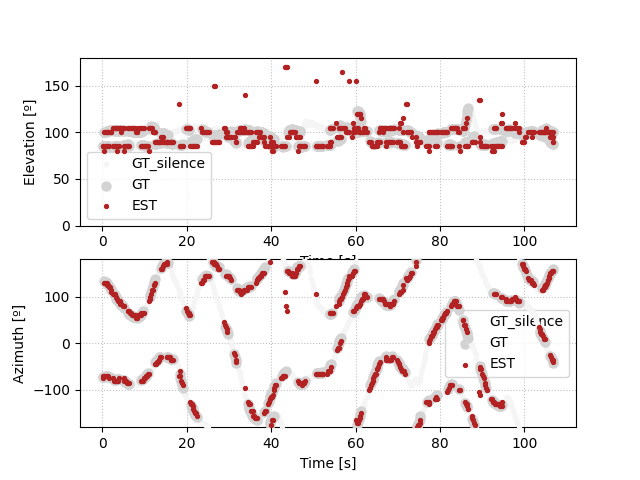 Elevation [º]
150
100
50
0
GT_silence
GT
EST
0 20 40 60 80 100
Time [s]
Azimuth [º]
100
0
−100
GT_silence
GT
EST
0 20 40 60 80 100
Time [s]